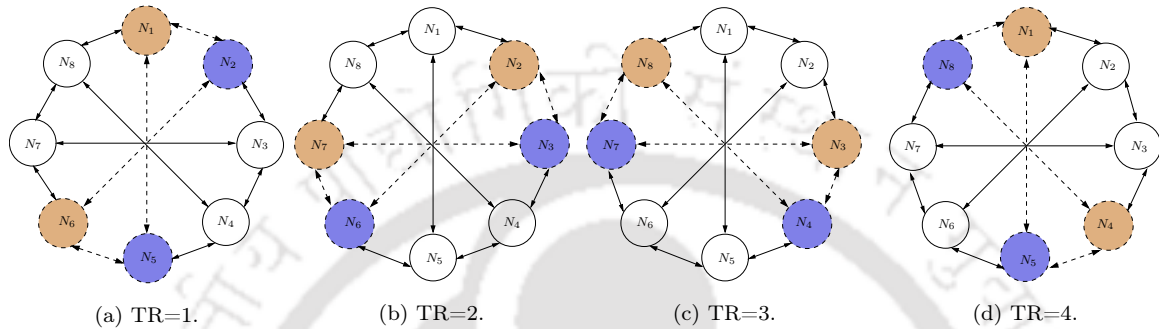 N1 N2 N3 N4 N5 N6 N7 N8
N1 N2 N3 N4 N5 N6 N7 N8
N1 N2 N3 N4 N5 N6 N7 N8
N1 N2 N3 N4 N5 N6 N7 N8
(a) TR=1.
(b) TR=2.
(c) TR=3.
(d) TR=4.